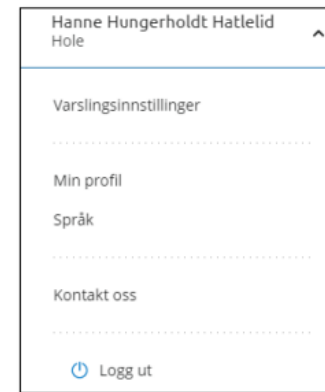 Hanne Hungerholdt Hatlelid
Hole
Varslingsinnstillinger
Min profil
Språk
Kontakt oss
Logg ut